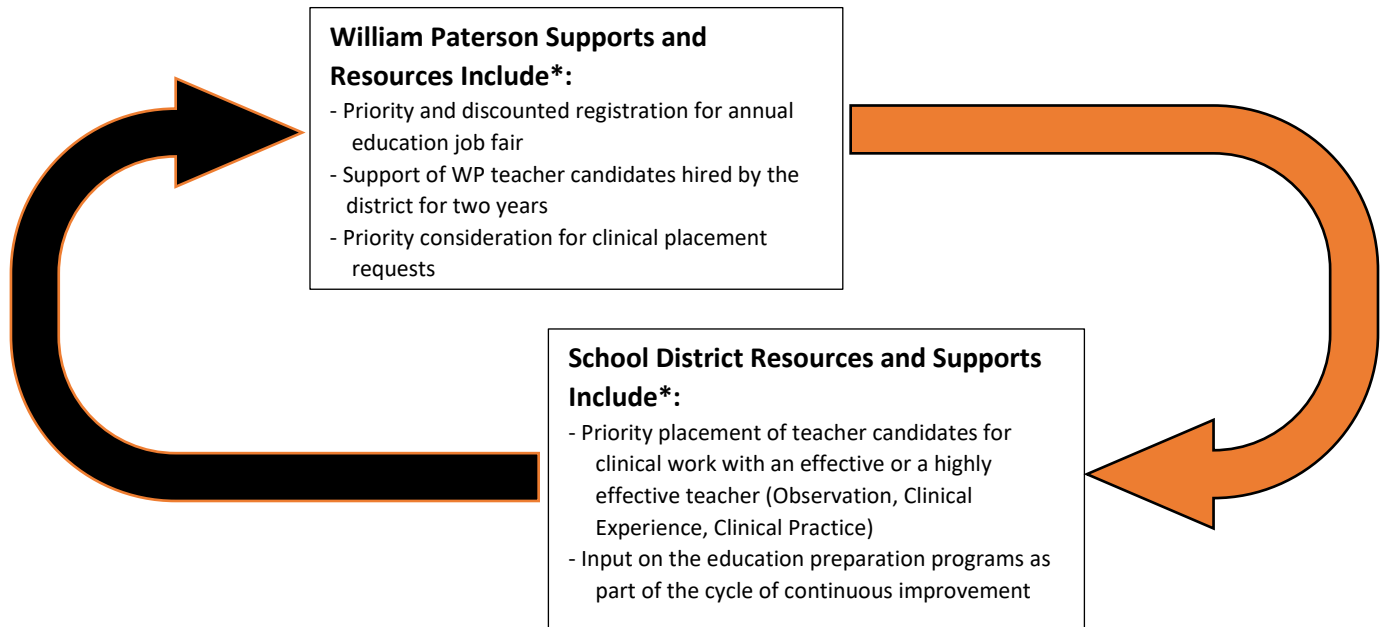 William Paterson Supports and
Resources Include*:
- Priority and discounted registration for annual
education job fair
- Support of WP teacher candidates hired by the
district for two years
- Priority consideration for clinical placement
requests
School District Resources and Supports
Include*:
- Priority placement of teacher candidates for
clinical work with an effective or a highly
effective teacher (Observation, Clinical
Experience, Clinical Practice)
- Input on the education preparation programs as
part of the cycle of continuous improvement